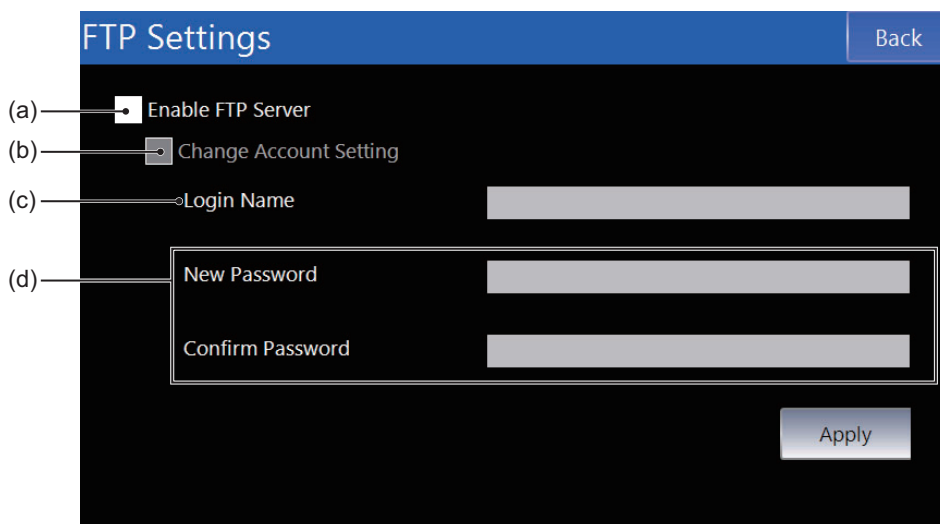 FTP Settings
Back
(a)
Enable FTP Server
(b)
Change Account Setting
(c)
Login Name
(d)
New Password
Confirm Password
Apply